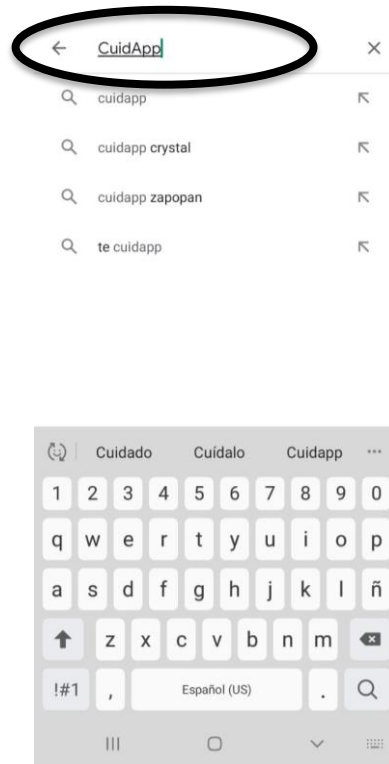 CuidApp
cuidapp
cuidapp crystal
cuidapp zapopan
te cuidapp
Cuidado Cuídalo Cuidapp ...
1 2 3 4 5 6 7 8 9 0
q w e r t y u i o p
a s d f g h j k l ñ
z x c v b n m
!#1 , Español (US) .